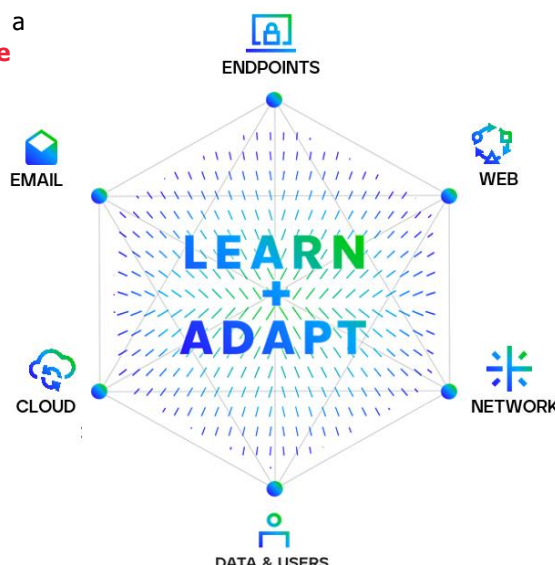 a
e
ENDPOINTS
EMAIL
WEB
LEARN
+
ADAPT
CLOUD
NETWORK
DATA & USERS